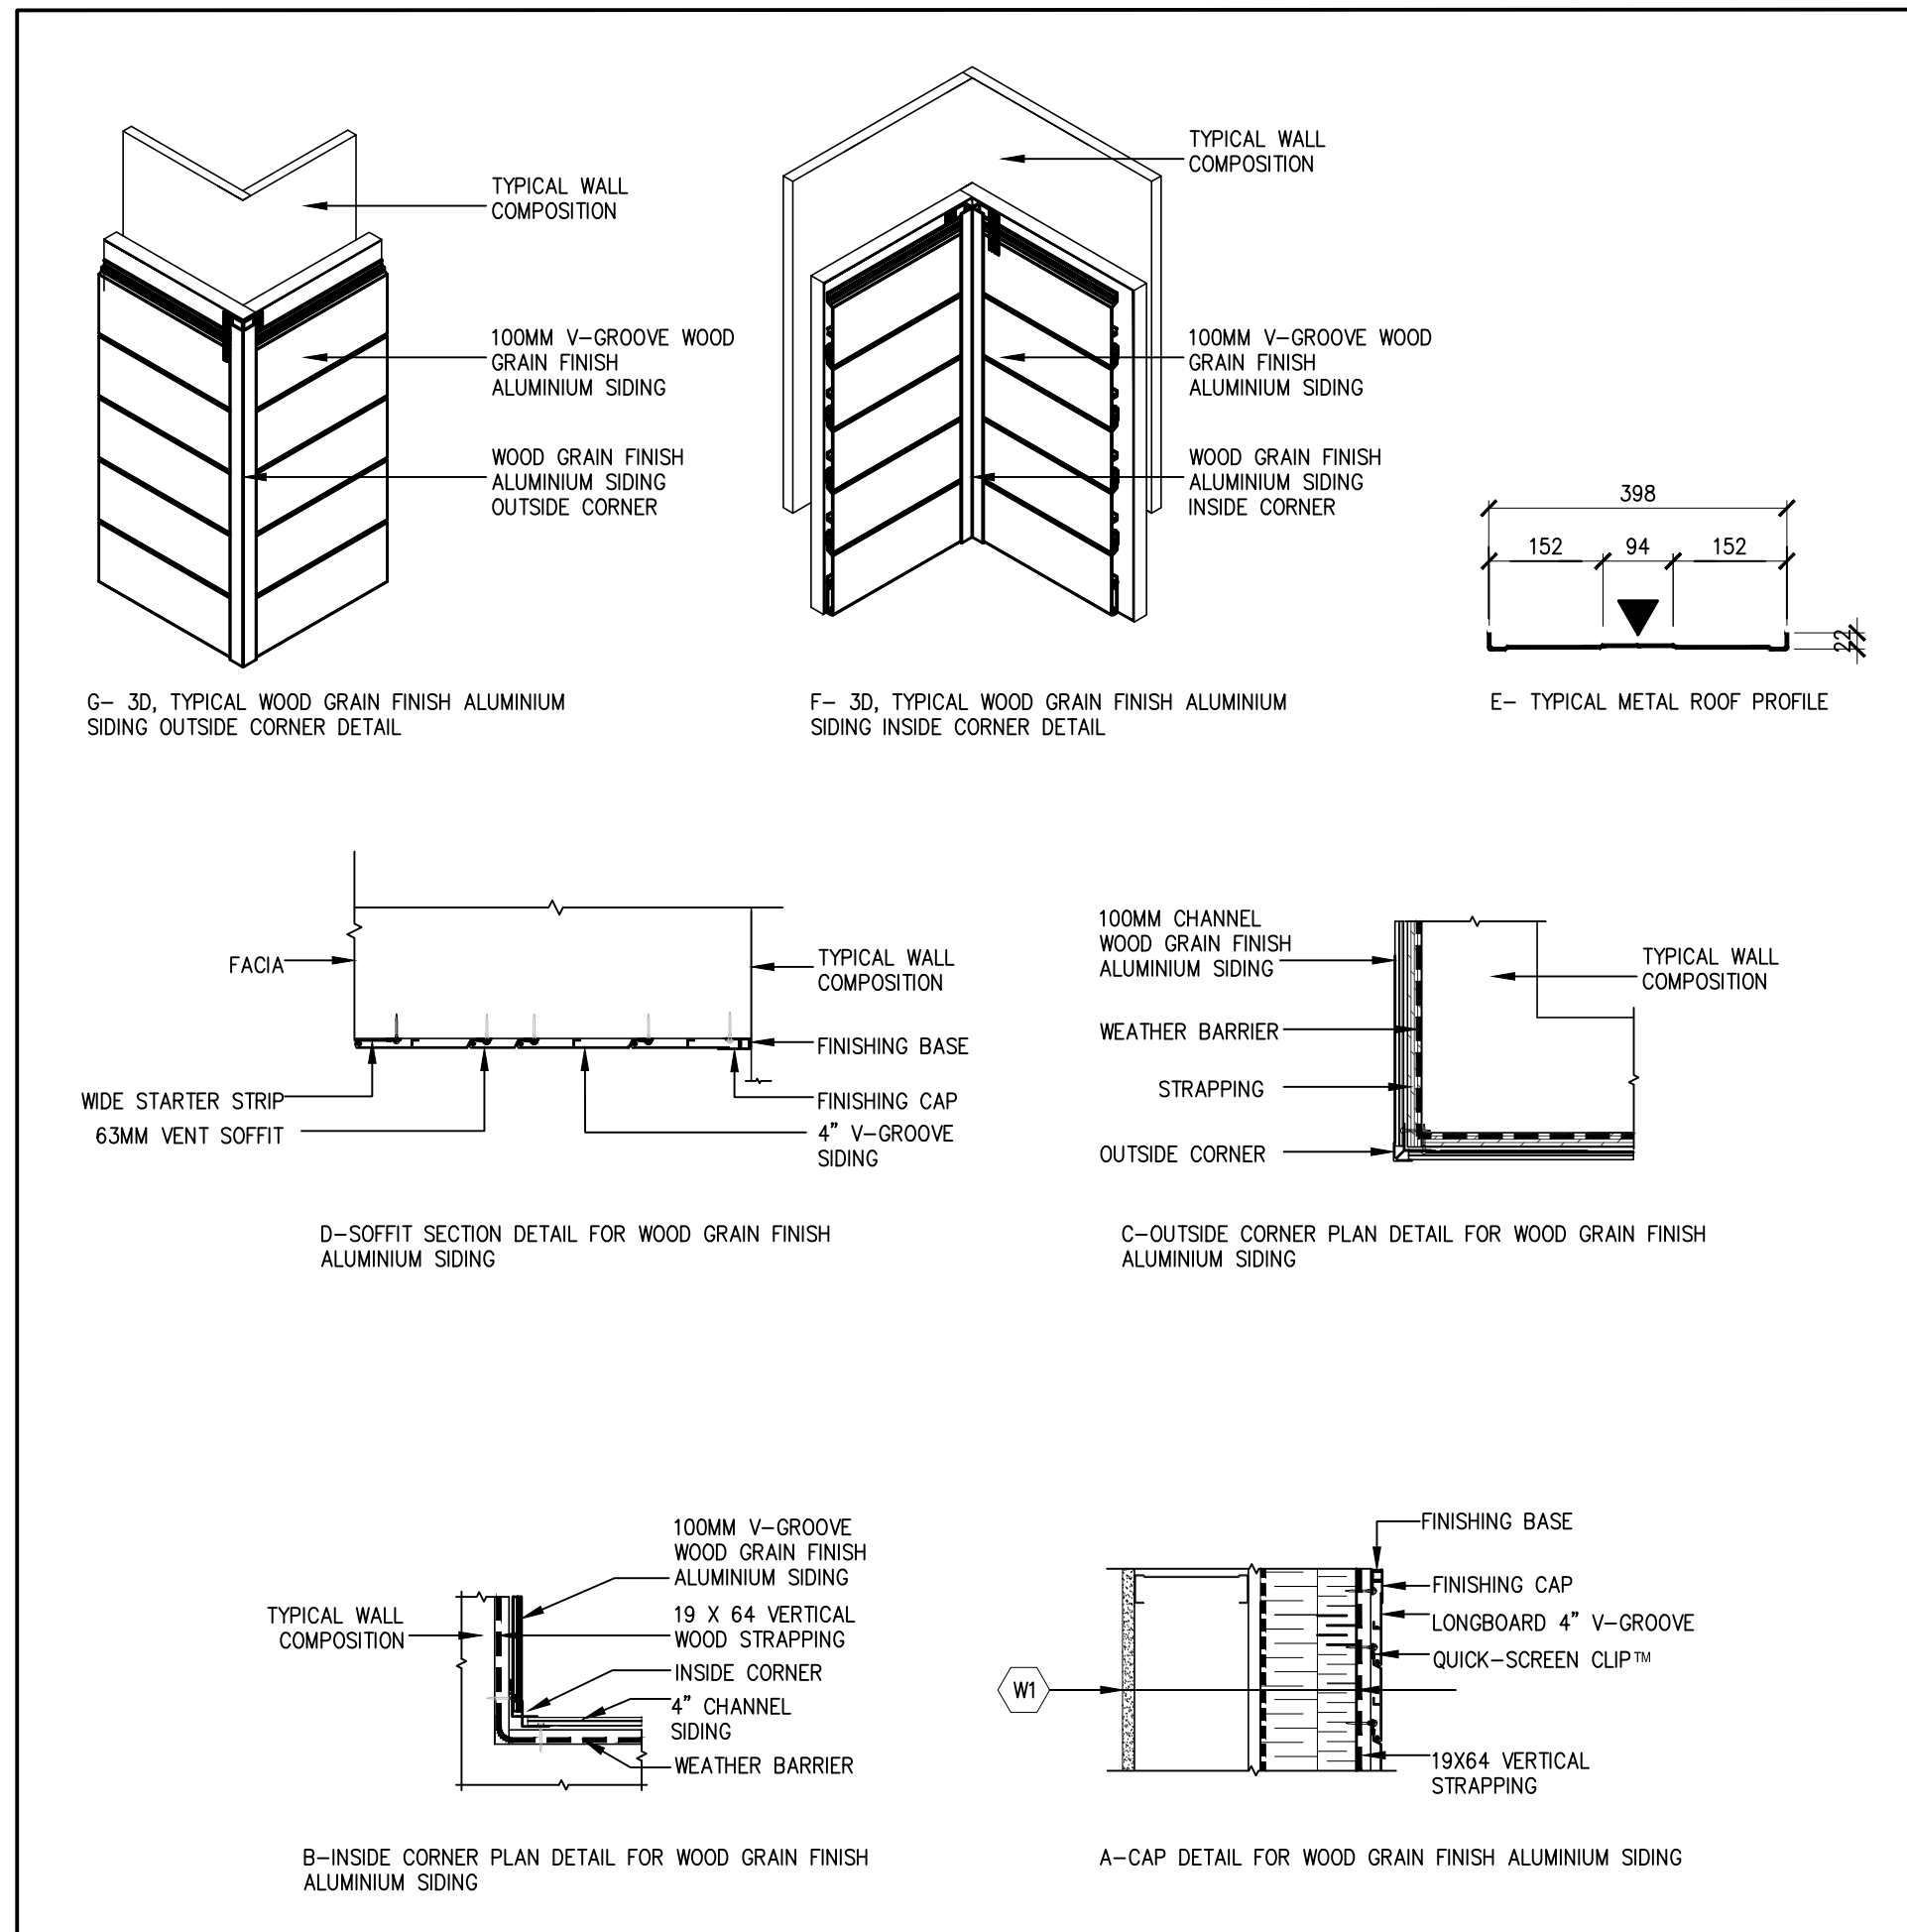 TYPICAL WALL
COMPOSITION
100MM V-GROOVE WOOD
GRAIN FINISH
ALUMINIUM SIDING
WOOD GRAIN FINISH
ALUMINIUM SIDING
OUTSIDE CORNER
G- 3D, TYPICAL WOOD GRAIN FINISH ALUMINIUM
SIDING OUTSIDE CORNER DETAIL
TYPICAL WALL
COMPOSITION
100MM V-GROOVE WOOD
GRAIN FINISH
ALUMINIUM SIDING
WOOD GRAIN FINISH
ALUMINIUM SIDING
INSIDE CORNER
F- 3D, TYPICAL WOOD GRAIN FINISH ALUMINIUM
SIDING INSIDE CORNER DETAIL
398
152 94 152
22
E- TYPICAL METAL ROOF PROFILE
FACIA
TYPICAL WALL
COMPOSITION
FINISHING BASE
WIDE STARTER STRIP
FINISHING CAP
63MM VENT SOFFIT
4" V-GROOVE
SIDING
D-SOFFIT SECTION DETAIL FOR WOOD GRAIN FINISH
ALUMINIUM SIDING
100MM CHANNEL
WOOD GRAIN FINISH
ALUMINIUM SIDING
TYPICAL WALL
COMPOSITION
WEATHER BARRIER
STRAPPING
OUTSIDE CORNER
C-OUTSIDE CORNER PLAN DETAIL FOR WOOD GRAIN FINISH
ALUMINIUM SIDING
100MM V-GROOVE
WOOD GRAIN FINISH
ALUMINIUM SIDING
TYPICAL WALL
COMPOSITION
19 X 64 VERTICAL
WOOD STRAPPING
INSIDE CORNER
4" CHANNEL
SIDING
WEATHER BARRIER
B-INSIDE CORNER PLAN DETAIL FOR WOOD GRAIN FINISH
ALUMINIUM SIDING
FINISHING BASE
FINISHING CAP
LONGBOARD 4" V-GROOVE
QUICK-SCREEN CLIP™
W1
19X64 VERTICAL
STRAPPING
A-CAP DETAIL FOR WOOD GRAIN FINISH ALUMINIUM SIDING